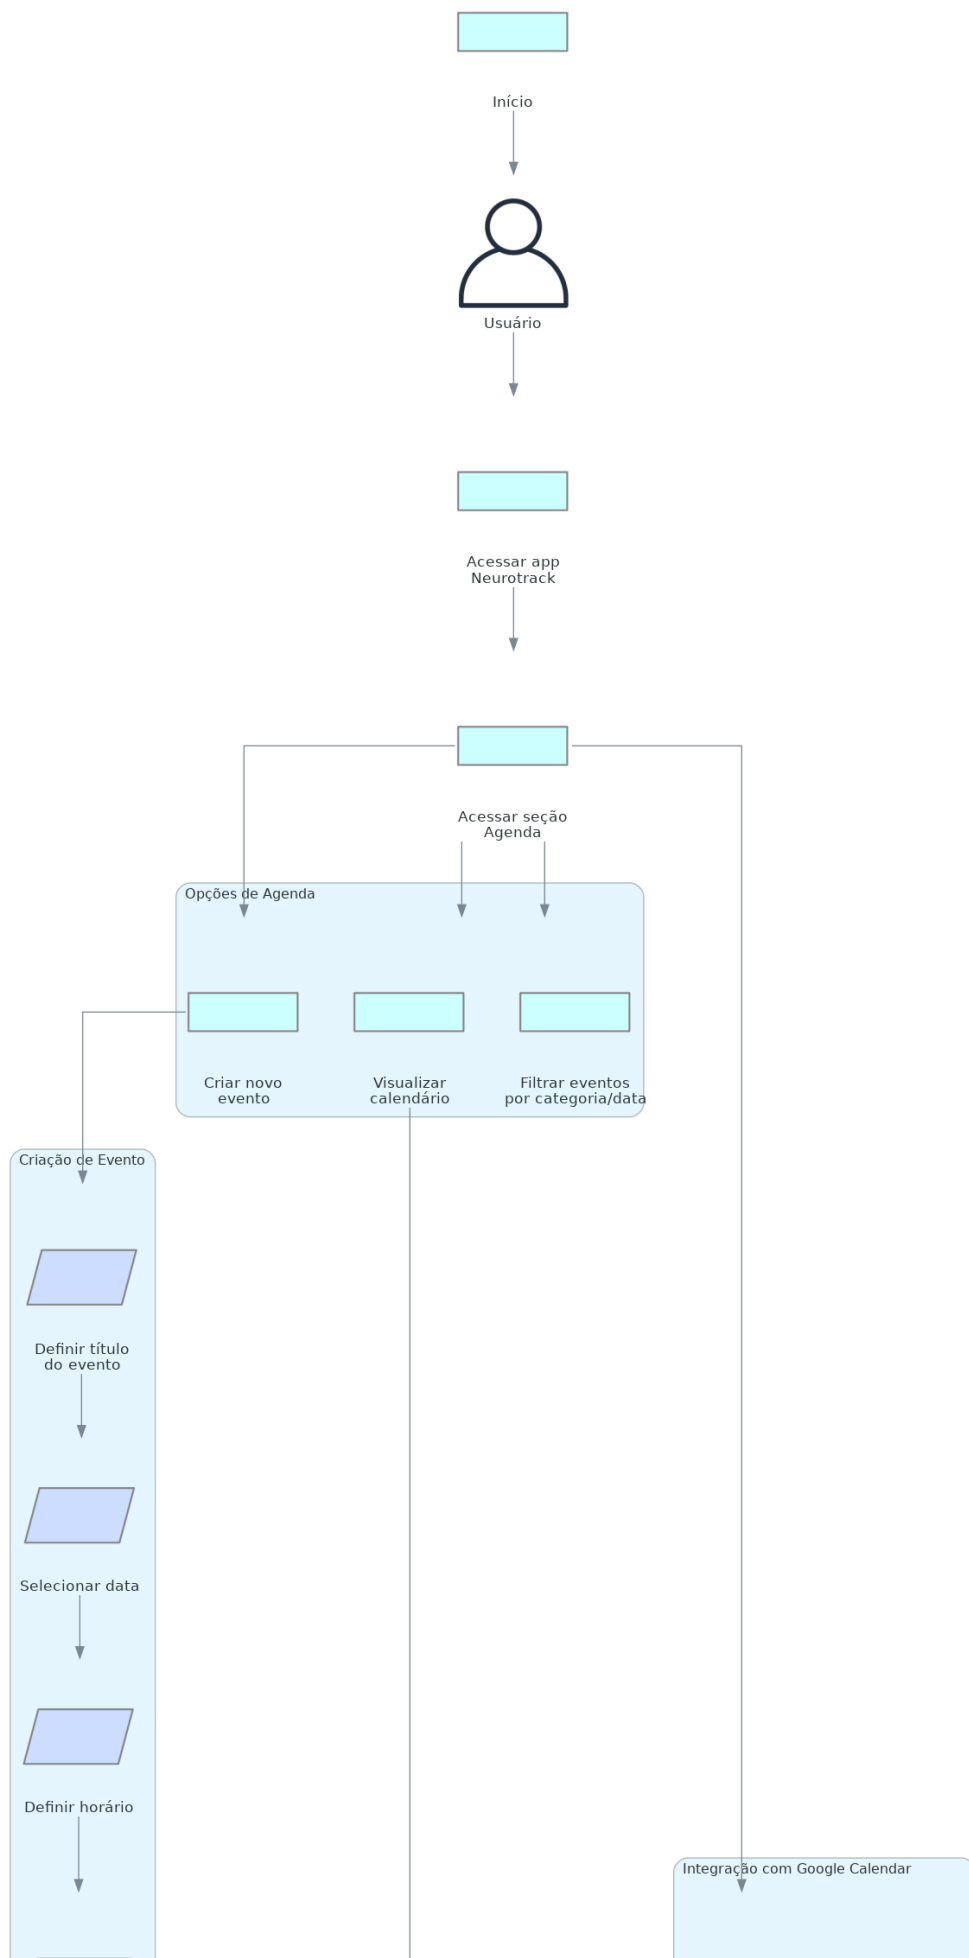 Início
Usuário
Acessar app
Neurotrack
Acessar seção
Agenda
Opções de Agenda
Criar novo
evento
Visualizar
calendário
Filtrar eventos
por categoria/data
Criação de Evento
Definir título
do evento
Selecionar data
Definir horário
Integração com Google Calendar